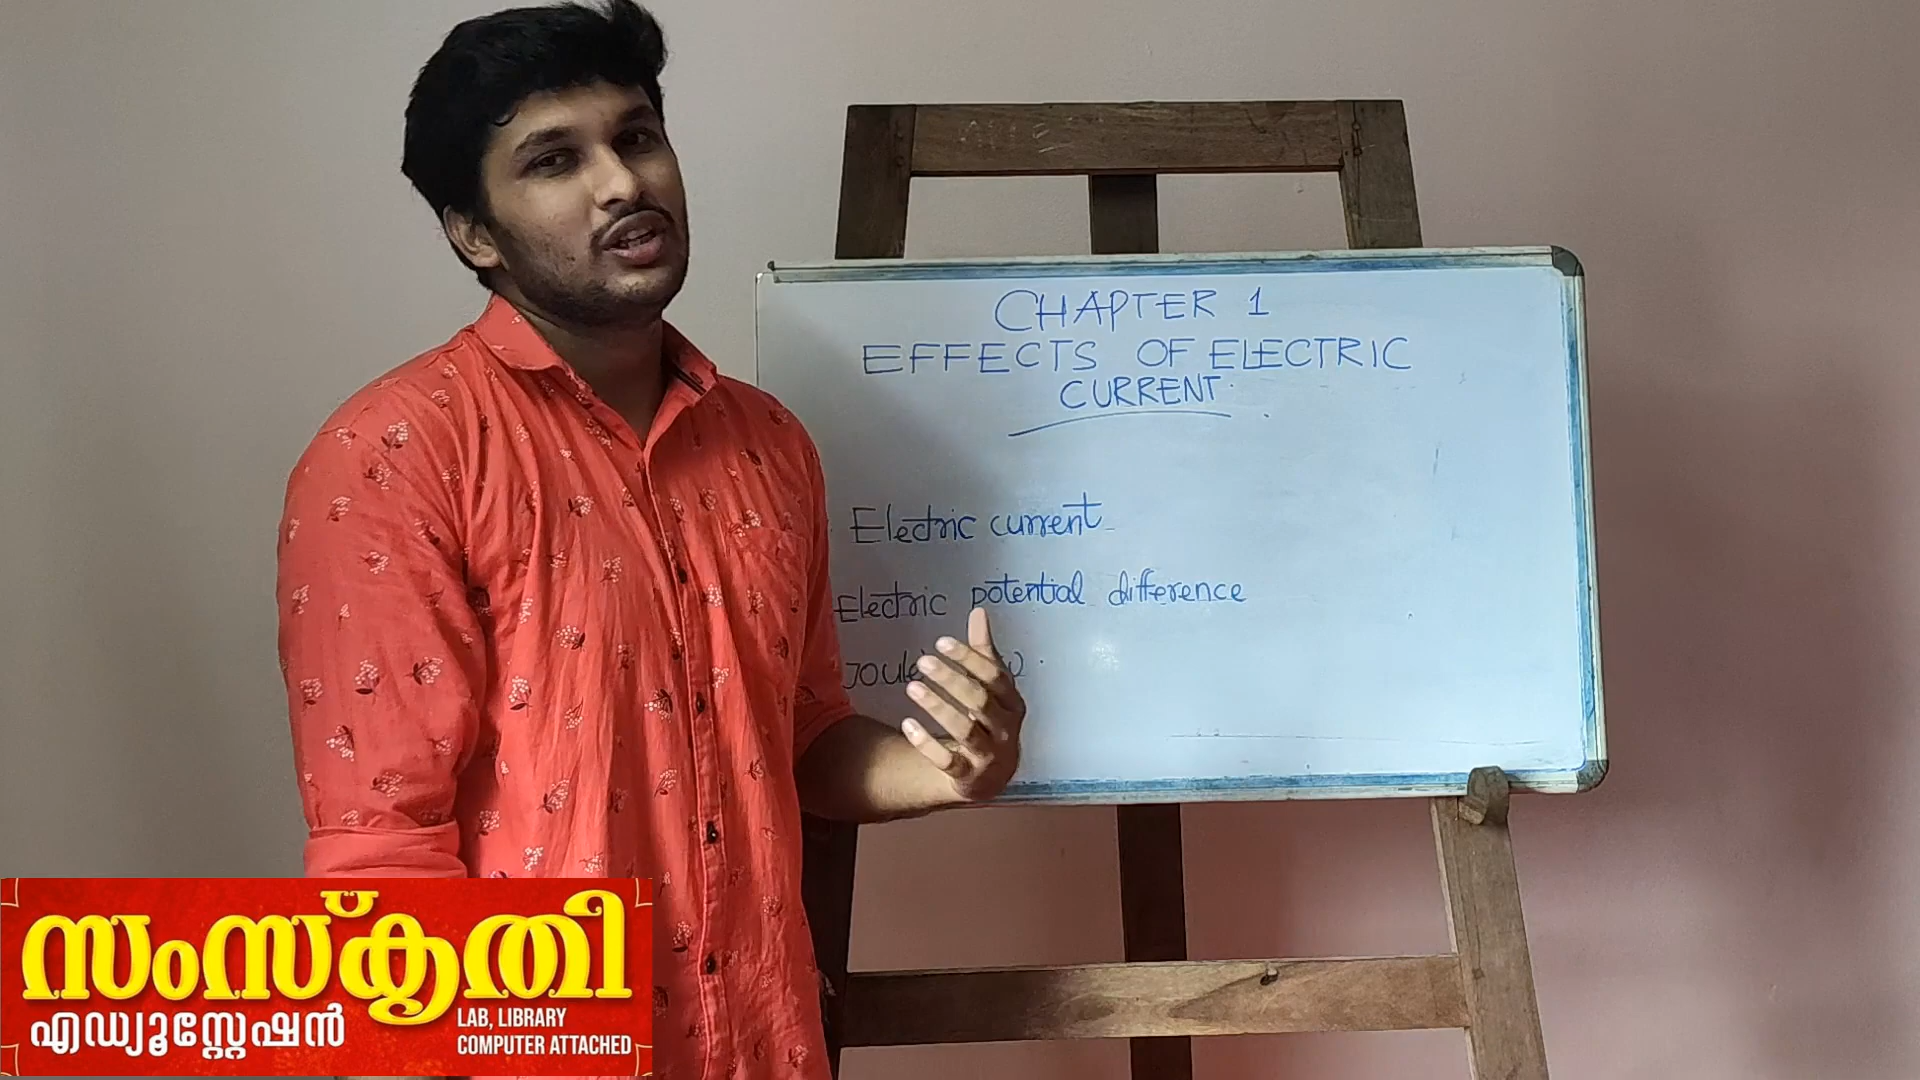 CHAPTER 1
EFFECTS OF ELECTRIC
CURRENT.
Electric current
Electric potential difference
സംസ്കൃതീ
എഡ്യൂസ്റ്റേഷൻ
LAB, LIBRARY
COMPUTER ATTACHED